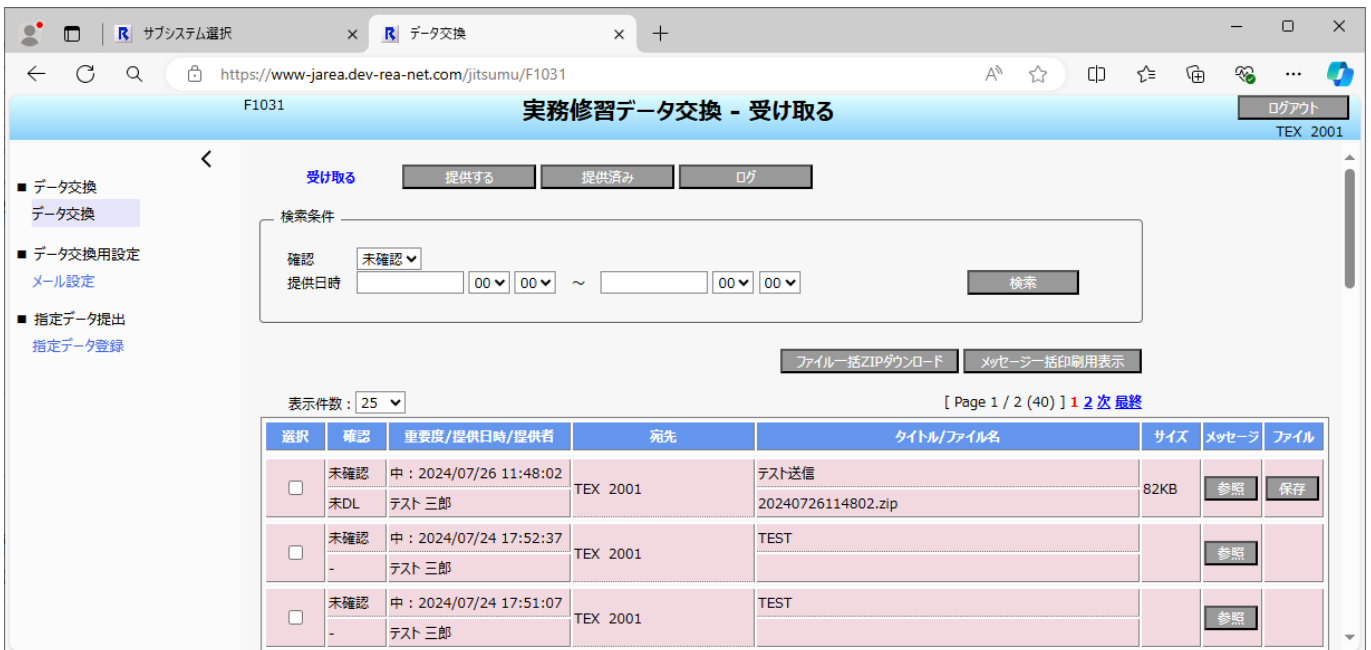 サブシステム選択
データ交換
https://www-jarea.dev-rea-net.com/jitsumu/F1031
F1031
実務修習データ交換 - 受け取る
ログアウト
TEX 2001
■ データ交換
データ交換
■ データ交換用設定
メール設定
■ 指定データ提出
指定データ登録
受け取る 提供する 提供済み ログ
検索条件
確認 未確認
提供日時 00 00 ～ 00 00 検索
ファイル一括ZIPダウンロード メッセージ一括印刷用表示
表示件数 : 25 [ Page 1 / 2 (40) ] 1 2 次 最終
選択 確認 重要度/提供日時/提供者 宛先 タイトル/ファイル名 サイズ メッセージ ファイル
未確認 中 : 2024/07/26 11:48:02 TEX 2001 テスト送信 82KB 参照 保存
未DL テスト 三郎 20240726114802.zip
未確認 中 : 2024/07/24 17:52:37 TEX 2001 TEST 参照
- テスト 三郎
未確認 中 : 2024/07/24 17:51:07 TEX 2001 TEST 参照
- テスト 三郎